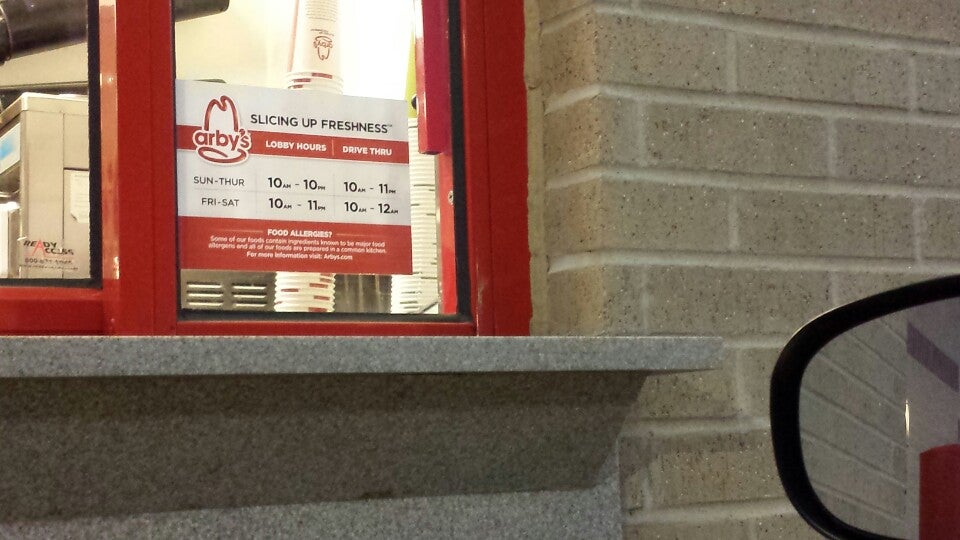 arby's
arby's
SLICING UP FRESHNESS™
LOBBY HOURS | DRIVE THRU
SUN-THUR 10AM - 10PM 10AM - 11PM
FRI-SAT 10AM - 11PM 10AM - 12AM
FOOD ALLERGIES?
Some of our foods contain ingredients known to be major food
allergens and all of our foods are prepared in a common kitchen.
For more information visit: Arbys.com
READY
ACCESS